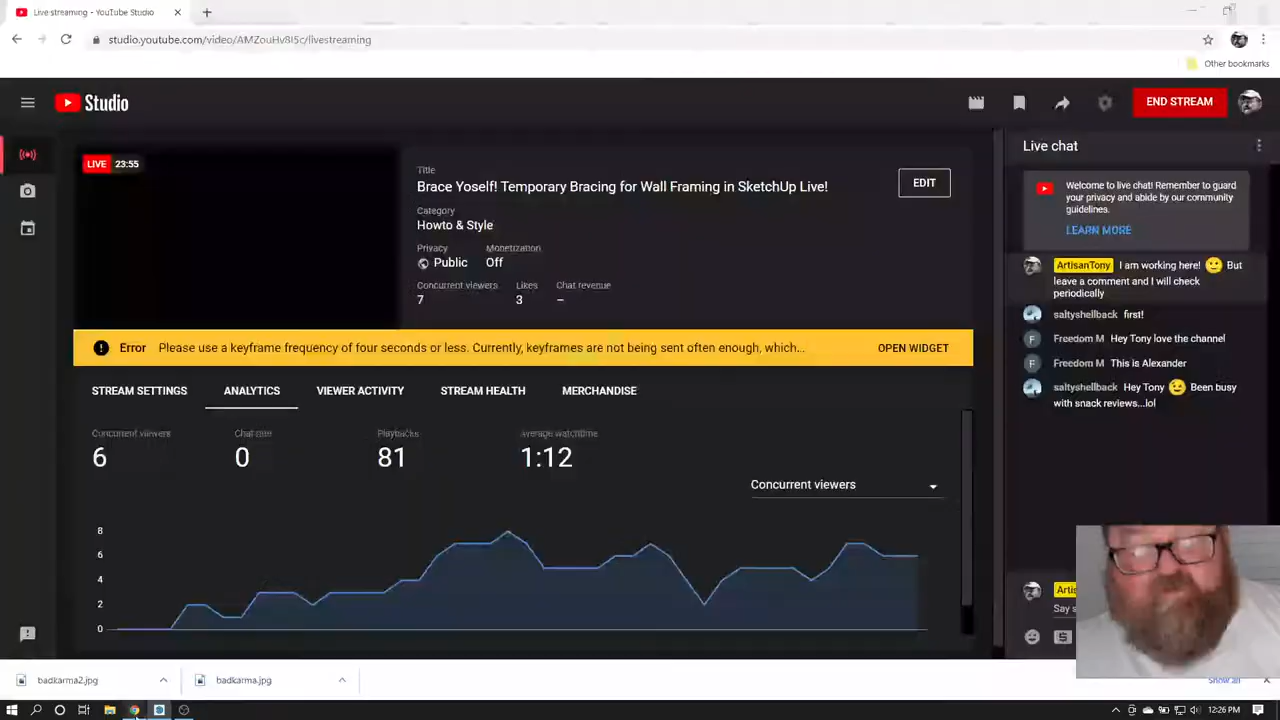 Live streaming - YouTube Studio
studio.youtube.com/video/AMZouHv8I5c/livestreaming
Other bookmarks
Studio
END STREAM
LIVE 23:55
Title
Brace Yoself! Temporary Bracing for Wall Framing in SketchUp Live!
EDIT
Category
Howto & Style
Privacy Monetization
Public Off
Concurrent viewers Likes Chat revenue
7 3 –
Error Please use a keyframe frequency of four seconds or less. Currently, keyframes are not being sent often enough, which...
OPEN WIDGET
STREAM SETTINGS ANALYTICS VIEWER ACTIVITY STREAM HEALTH MERCHANDISE
Concurrent viewers Chat rate Playbacks Average watchtime
6 0 81 1:12
Concurrent viewers
8
6
4
2
0
Live chat
Welcome to live chat! Remember to guard
your privacy and abide by our community
guidelines.
LEARN MORE
ArtisanTony I am working here! 🙂 But
leave a comment and I will check
periodically
saltyshellback first!
F Freedom M Hey Tony love the channel
F Freedom M This is Alexander
saltyshellback Hey Tony 😉 Been busy
with snack reviews...lol
badkarma2.jpg
badkarma.jpg
Show all
12:26 PM